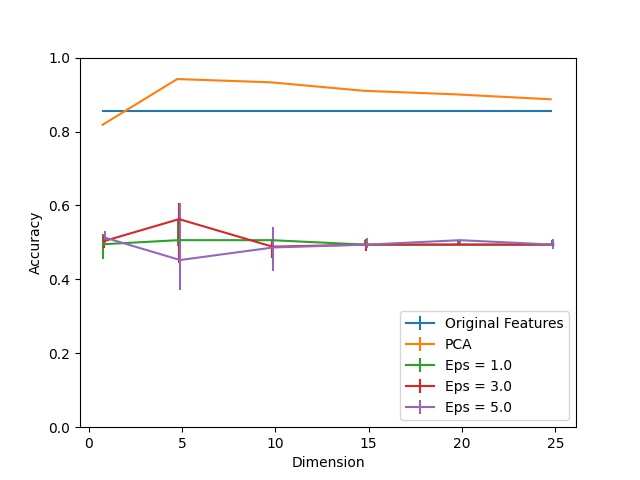 1.0
0.8
0.6
0.4
0.2
0.0
Accuracy
Original Features
PCA
Eps = 1.0
Eps = 3.0
Eps = 5.0
0 5 10 15 20 25
Dimension